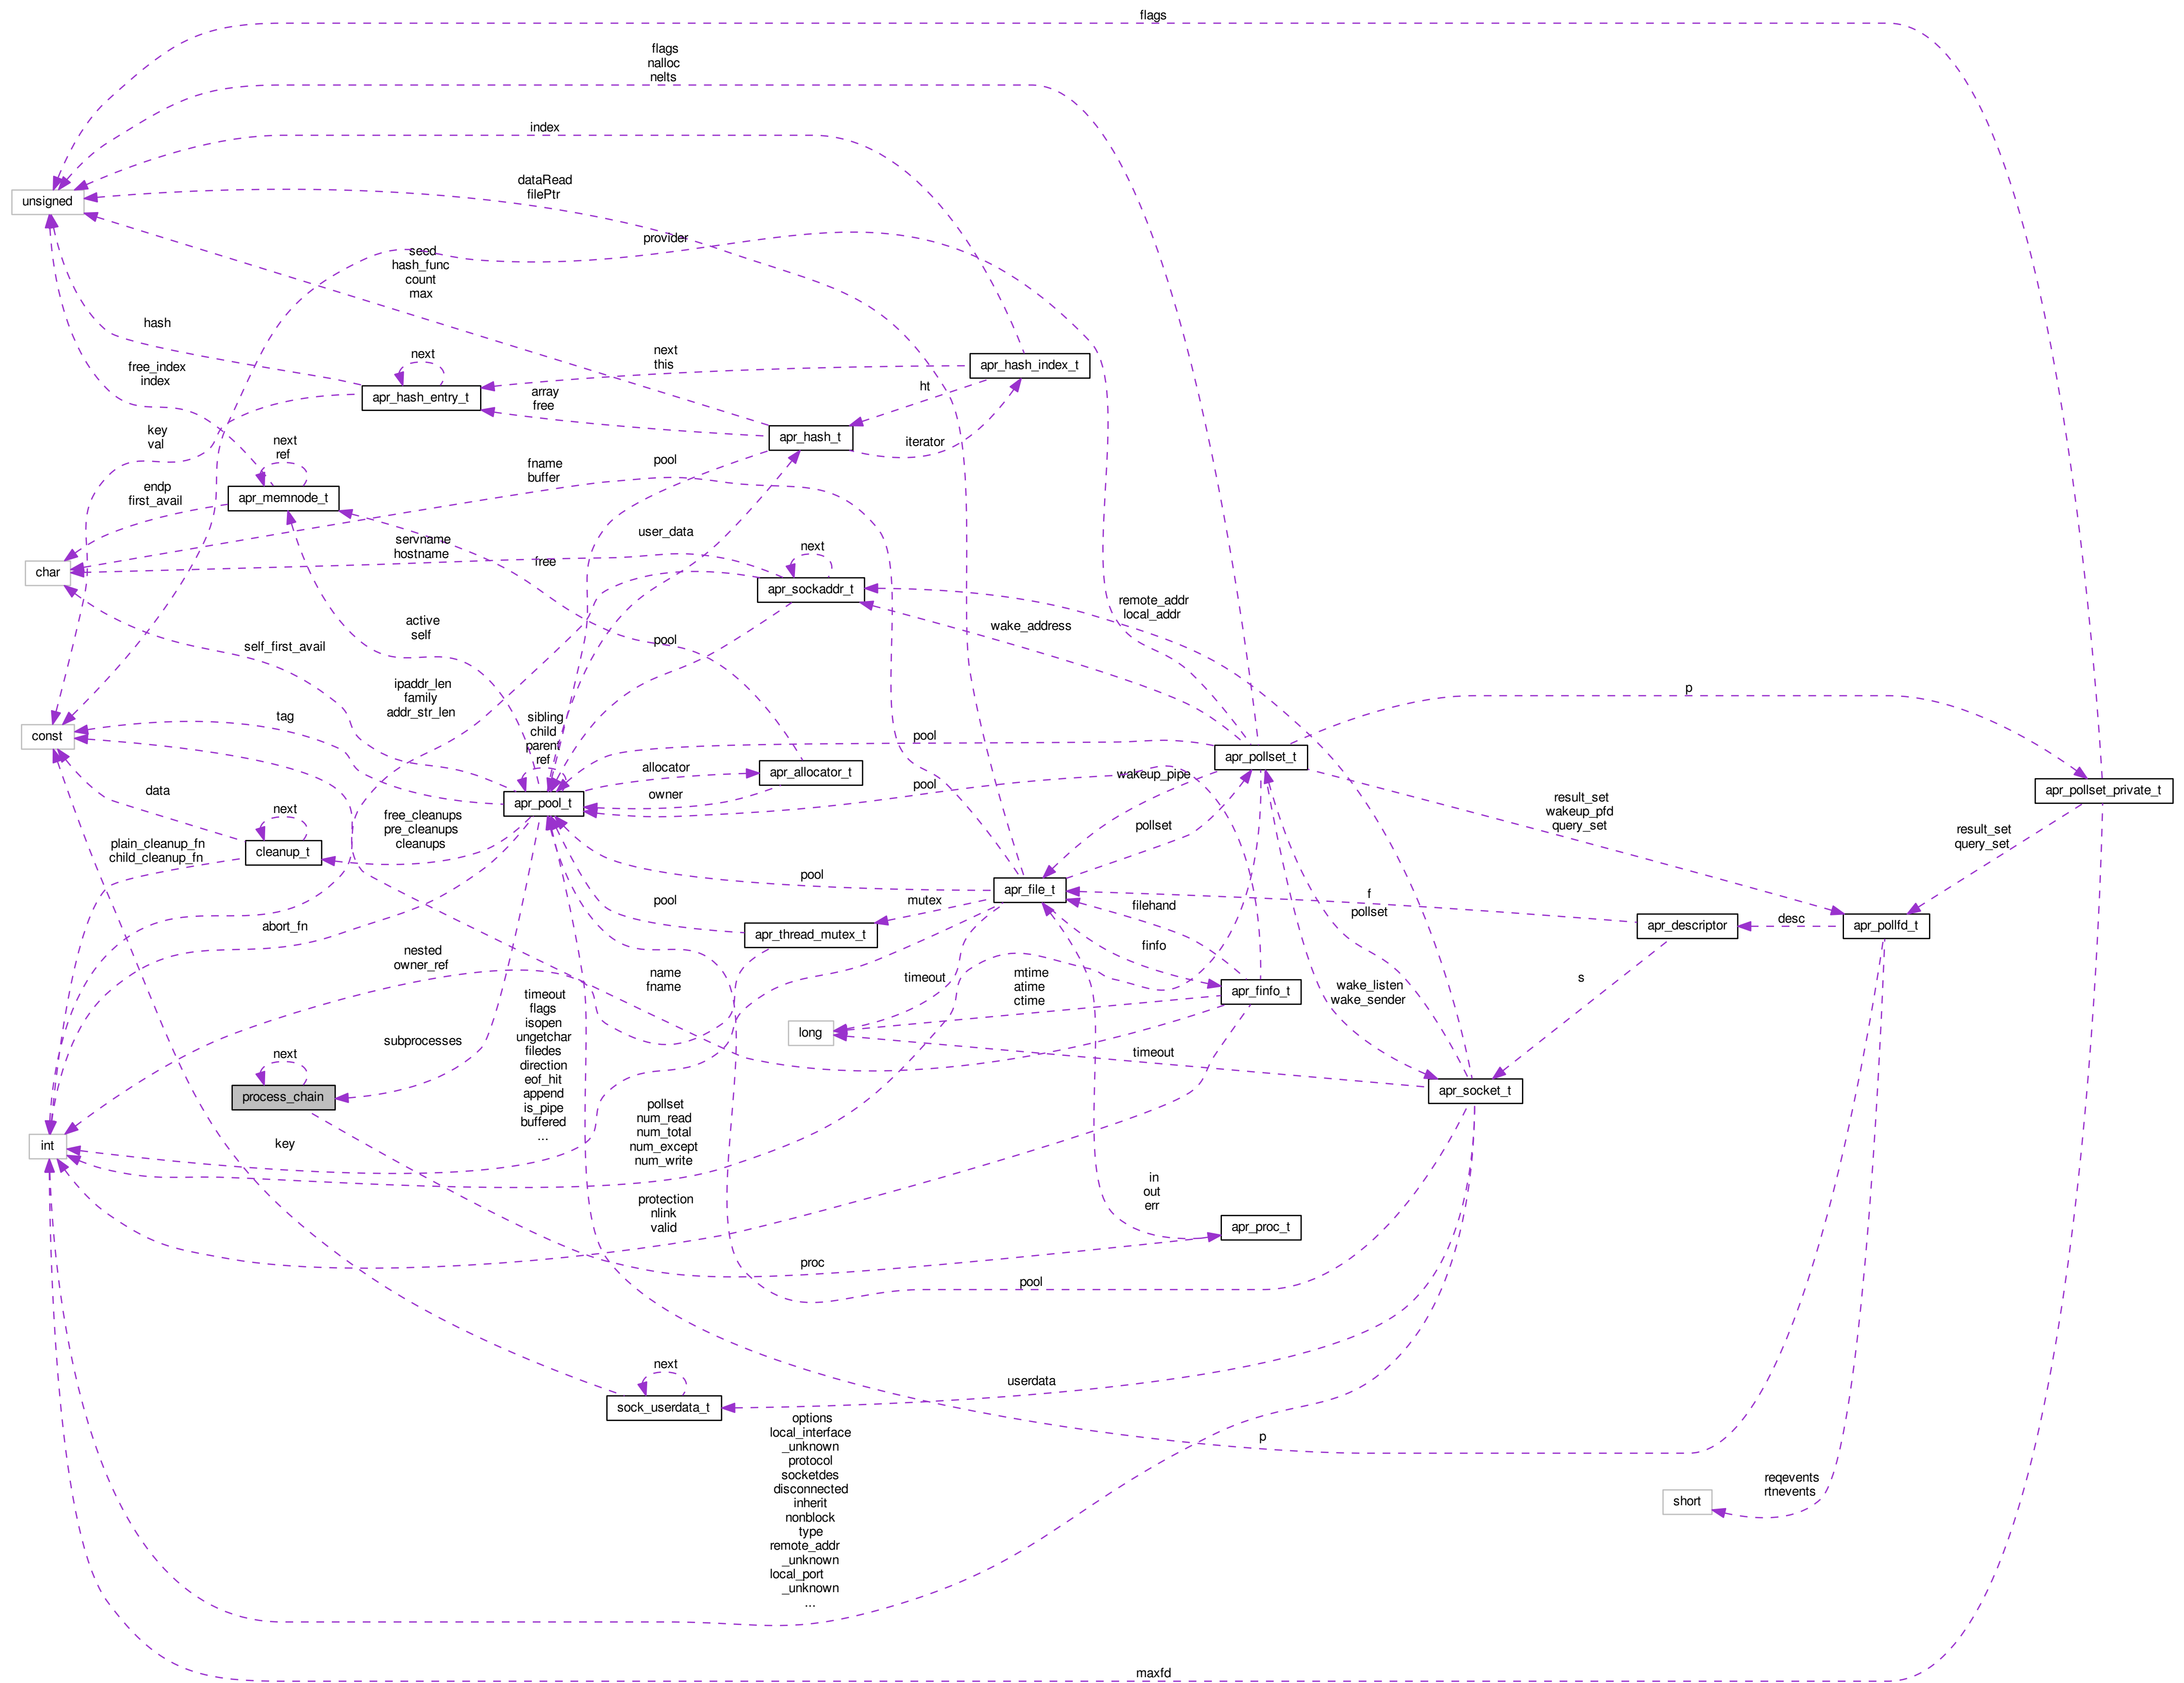 flags
flags
nalloc
nelts
index
dataRead
filePtr
unsigned
provider
seed
hash_func
count
max
hash
next
this
apr_hash_index_t
next
free_index
index
apr_hash_entry_t
ht
array
free
key
val
apr_hash_t
iterator
next
ref
pool
fname
buffer
endp
first_avail
apr_memnode_t
user_data
servname
hostname
next
free
char
apr_sockaddr_t
remote_addr
local_addr
active
self
wake_address
self_first_avail
pool
ipaddr_len
family
addr_str_len
p
tag
sibling
child
parent
ref
const
pool
apr_pollset_t
allocator
apr_allocator_t
wakeup_pipe
owner
pool
apr_pool_t
data
apr_pollset_private_t
result_set
wakeup_pfd
query_set
next
free_cleanups
pre_cleanups
cleanups
pollset
result_set
query_set
plain_cleanup_fn
child_cleanup_fn
cleanup_t
pool
apr_file_t
pool
mutex
filehand
f
pollset
desc
abort_fn
apr_thread_mutex_t
apr_descriptor
apr_pollfd_t
nested
owner_ref
finfo
name
fname
timeout
mtime
atime
ctime
apr_finfo_t
s
wake_listen
wake_sender
timeout
flags
isopen
ungetchar
filedes
direction
eof_hit
append
is_pipe
buffered
...
long
subprocesses
next
timeout
process_chain
apr_socket_t
int
key
pollset
num_read
num_total
num_except
num_write
in
out
err
protection
nlink
valid
apr_proc_t
proc
pool
next
userdata
sock_userdata_t
options
local_interface
_unknown
protocol
socketdes
disconnected
inherit
nonblock
type
remote_addr
_unknown
local_port
_unknown
...
p
reqevents
rtnevents
short
maxfd